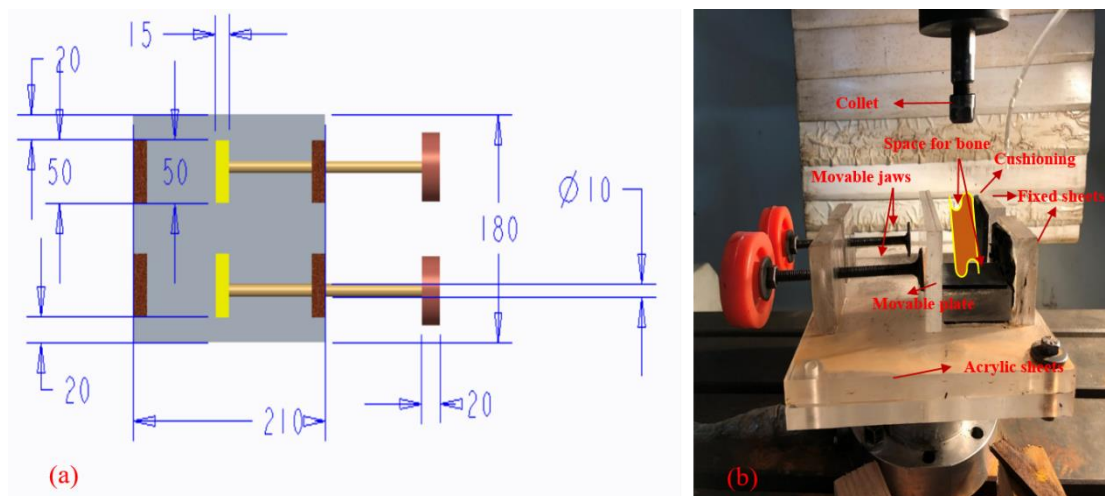 15
20
50
50
Ø10
180
20
210
20
(a)
Collet
Space for bone
Cushioning
Movable jaws
Fixed sheets
Movable plate
Acrylic sheets
(b)